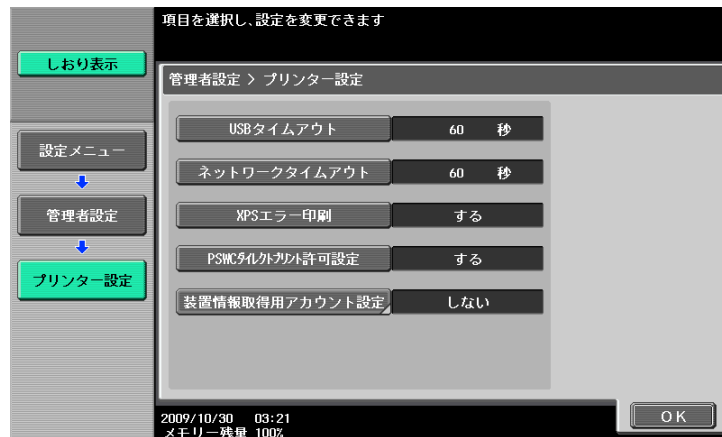 項目を選択し、設定を変更できます
しおり表示
管理者設定 > プリンター設定
USBタイムアウト 60 秒
設定メニュー
ネットワークタイムアウト 60 秒
管理者設定
XPSエラー印刷 する
PSWCダイレクトプリント許可設定 する
プリンター設定
装置情報取得用アカウント設定 しない
2009/10/30 03:21
メモリー残量 100%
OK